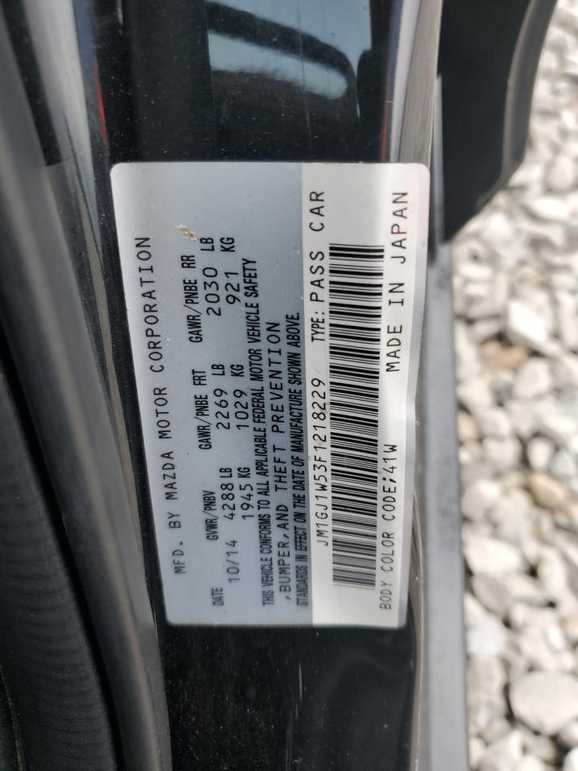 MFD. BY MAZDA MOTOR CORPORATION
DATE GVWR/PNBV GAWR/PNBE FRT GAWR/PNBE RR
10/14 4288 LB 2269 LB 2030 LB
1945 KG 1029 KG 921 KG
THIS VEHICLE CONFORMS TO ALL APPLICABLE FEDERAL MOTOR VEHICLE SAFETY
,BUMPER,AND THEFT PREVENTION
STANDARDS IN EFFECT ON THE DATE OF MANUFACTURE SHOWN ABOVE.
JM1GJ1W53F1218229 TYPE: PASS CAR
BODY COLOR CODE;41W MADE IN JAPAN